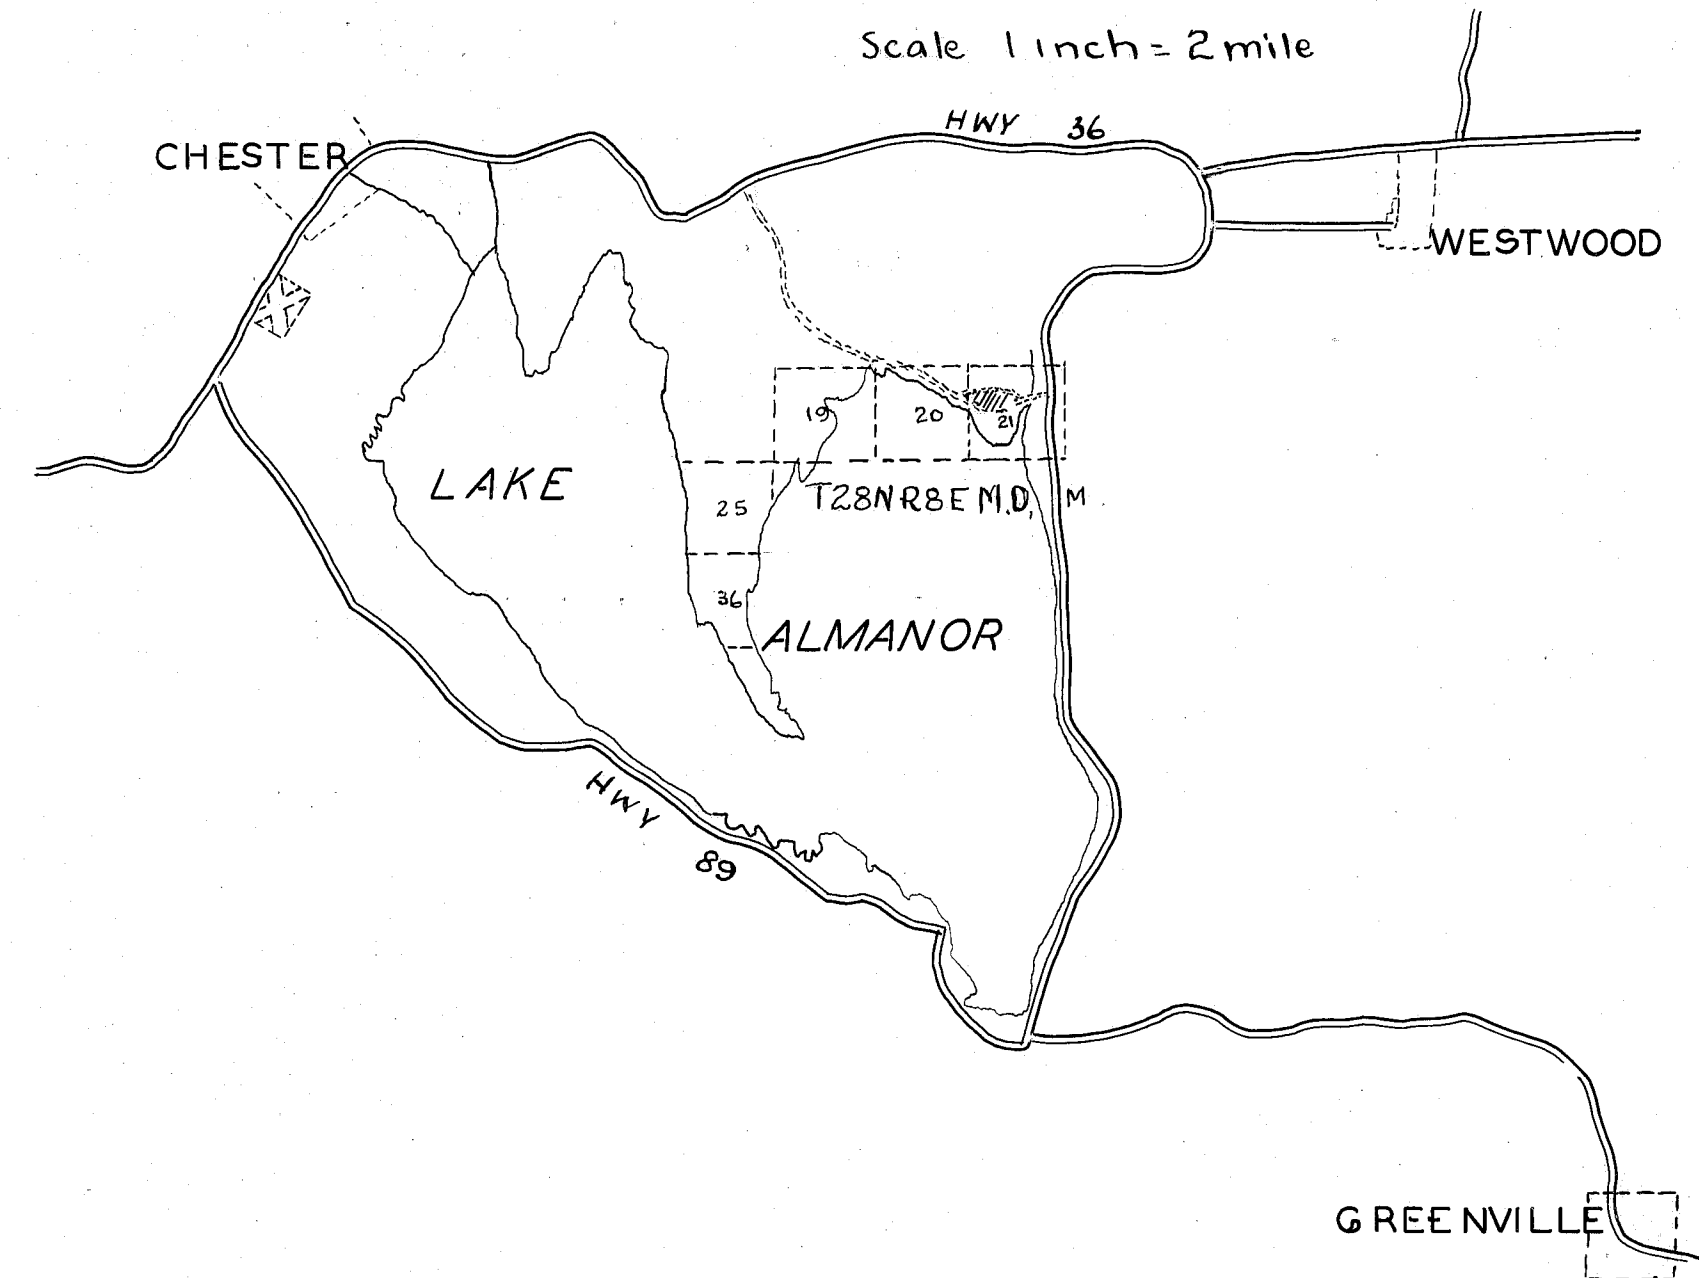 Scale 1 inch = 2 mile
HWY 36
CHESTER
WESTWOOD
19 20 21
LAKE
T28N R8E M.D. M
25
36
ALMANOR
HWY 89
GREENVILLE